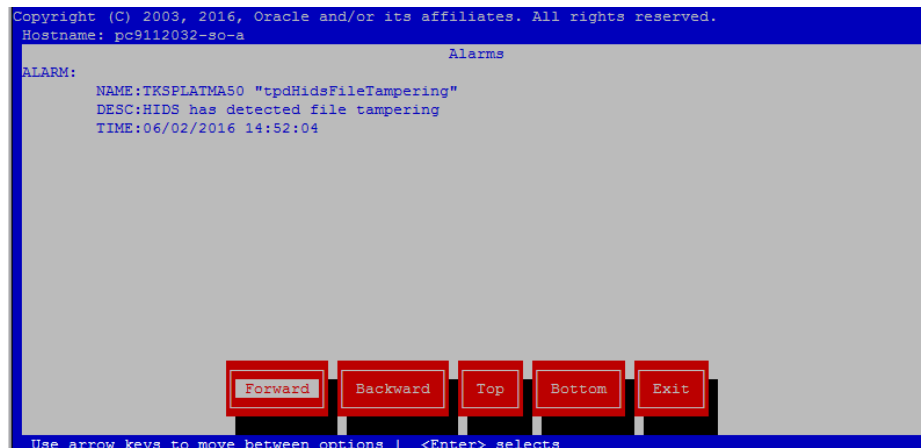 Copyright (C) 2003, 2016, Oracle and/or its affiliates. All rights reserved.
Hostname: pc9112032-so-a
Alarms
ALARM:
NAME:TKSPLATMA50 "tpdHidsFileTampering"
DESC:HIDS has detected file tampering
TIME:06/02/2016 14:52:04
Forward Backward Top Bottom Exit
Use arrow keys to move between options | <Enter> selects